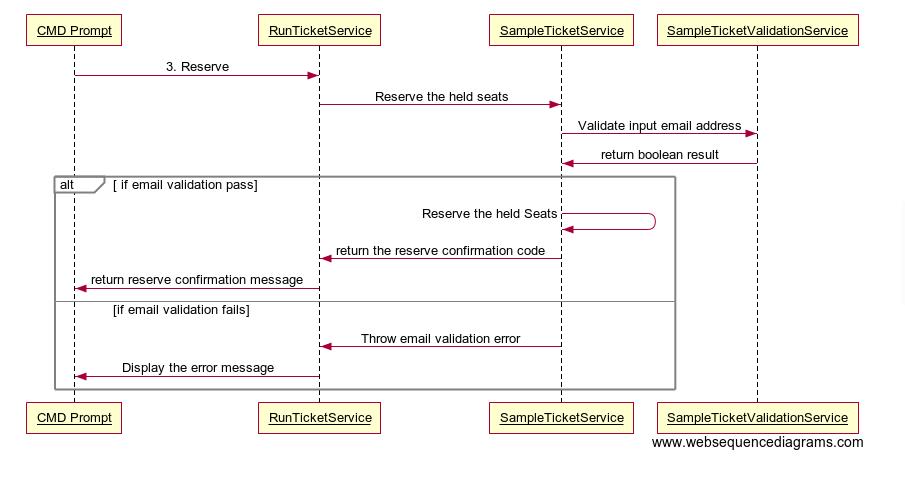 CMD Prompt
RunTicketService
SampleTicketService
SampleTicketValidationService
3. Reserve
Reserve the held seats
Validate input email address
return boolean result
alt
[ if email validation pass]
Reserve the held Seats
return the reserve confirmation code
return reserve confirmation message
[if email validation fails]
Throw email validation error
Display the error message
CMD Prompt
RunTicketService
SampleTicketService
SampleTicketValidationService
www.websequencediagrams.com